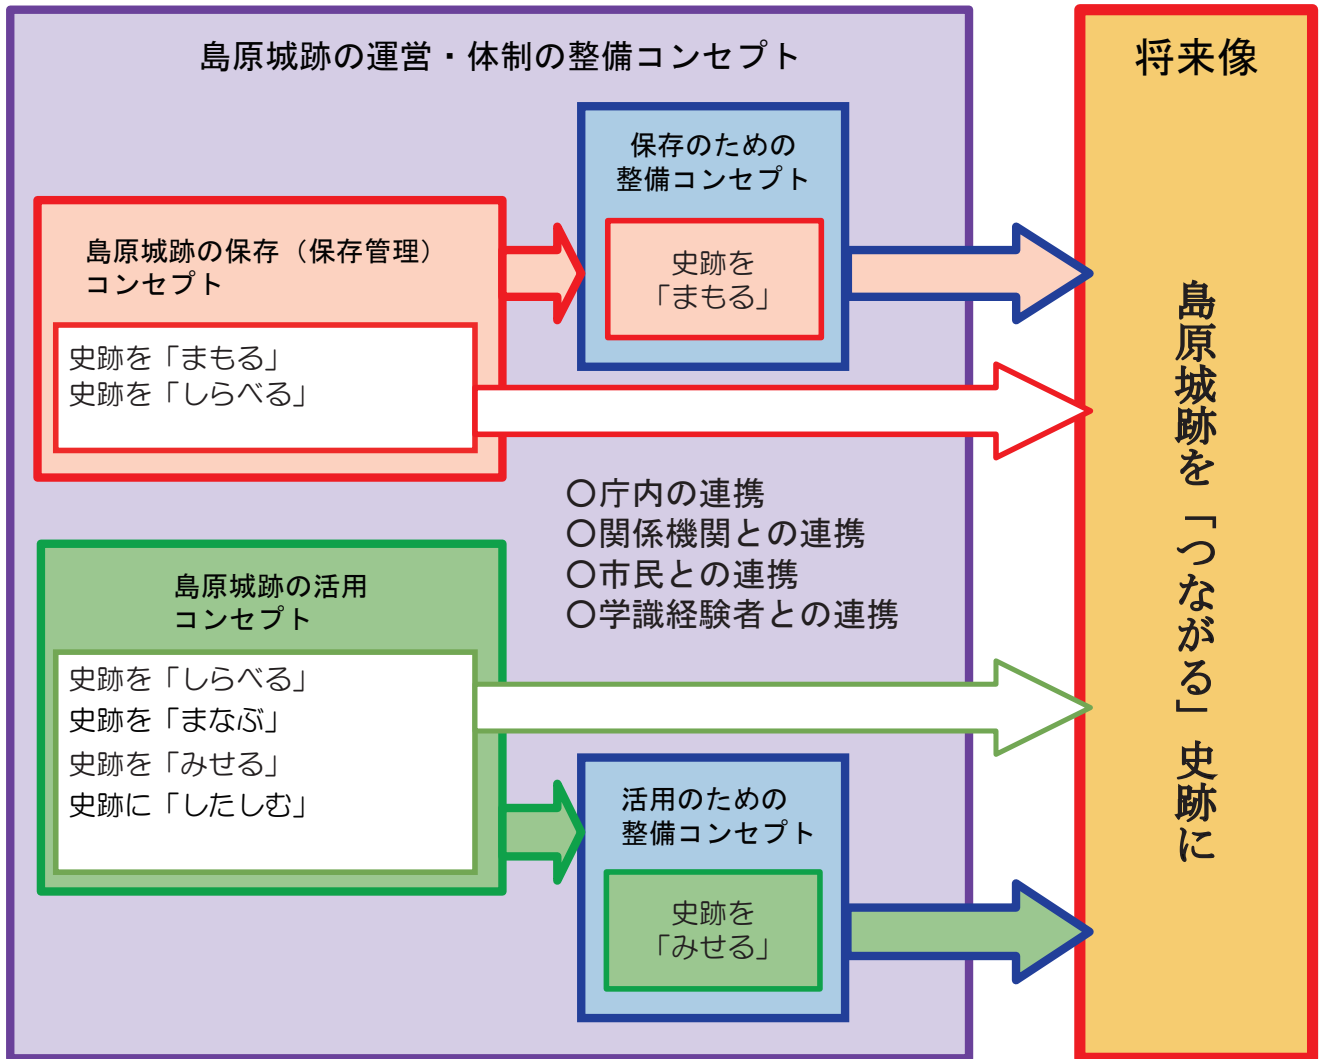 島原城跡の運営・体制の整備コンセプト
保存のための
整備コンセプト
史跡を
「まもる」
島原城跡の保存（保存管理）
コンセプト
史跡を「まもる」
史跡を「しらべる」
〇庁内の連携
〇関係機関との連携
〇市民との連携
〇学識経験者との連携
島原城跡の活用
コンセプト
史跡を「しらべる」
史跡を「まなぶ」
史跡を「みせる」
史跡に「したしむ」
活用のための
整備コンセプト
史跡を
「みせる」
将来像
島原城跡を「つながる」史跡に